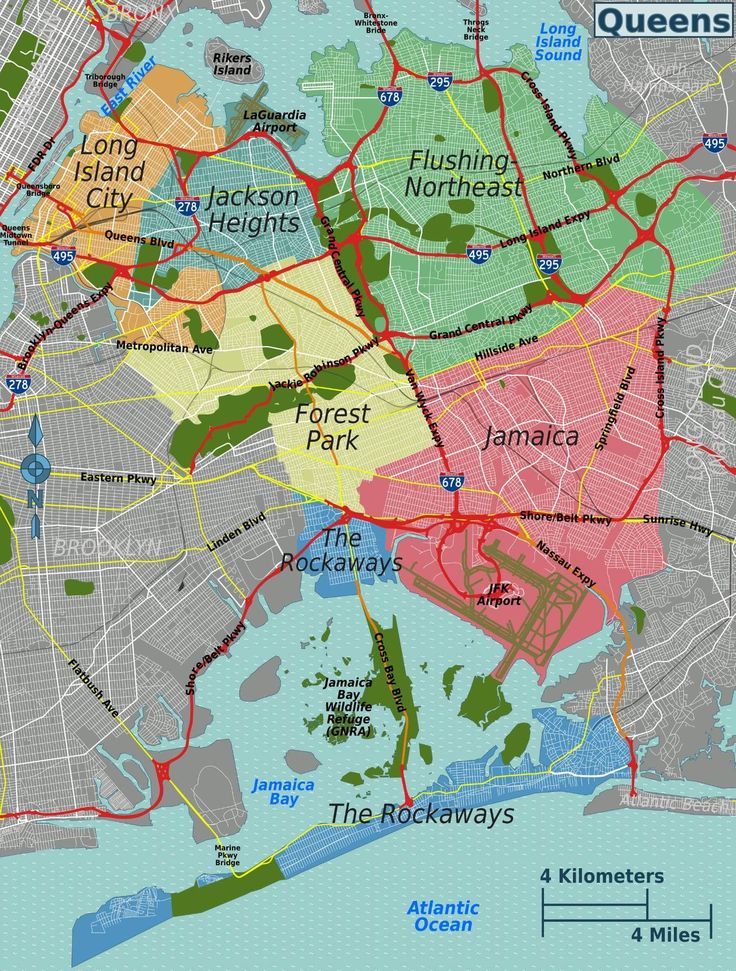 BRONX
Bronx-
Whitestone
Bride
Throgs
Neck
Bridge
Long
Island
Sound
Queens
Rikers
Island
Triborough
Bridge
East River
FDR Dr
LaGuardia
Airport
678
295
Cross Island Pkwy
495
Long
Island
City
Flushing-
Northeast
Northern Blvd
Jackson
Heights
Queensboro
Bridge
278
Queens
Midtown
Tunnel
495
Queens Blvd
Grand Central Pkwy
Long Island Expy
495
295
Brooklyn-Queens Expy
Metropolitan Ave
Grand Central Pkwy
Hillside Ave
Jackie Robinson Pkwy
Van Wyck Expy
Cross Island Pkwy
Springfield Blvd
LONG ISLAND
278
Forest
Park
Jamaica
N
Eastern Pkwy
678
Linden Blvd
Shore/Belt Pkwy
Sunrise Hwy
BROOKLYN
The
Rockaways
Nassau Expy
JFK
Airport
Shore/Belt Pkwy
Cross Bay Blvd
Flatbush Ave
Jamaica
Bay
Wildlife
Refuge
(GNRA)
Jamaica
Bay
The Rockaways
Atlantic Beach
Marine
Pkwy
Bridge
Atlantic
Ocean
4 Kilometers
4 Miles